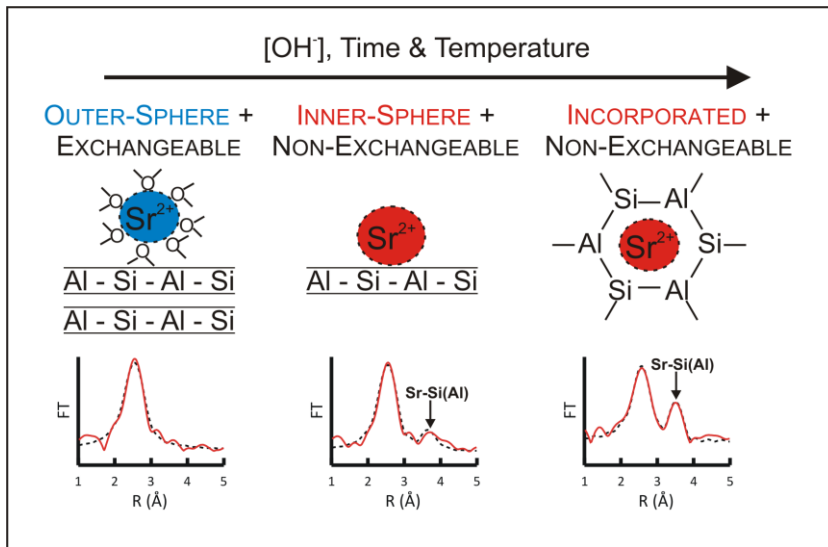 [OH-], Time & Temperature
OUTER-SPHERE +
EXCHANGEABLE
INNER-SPHERE +
NON-EXCHANGEABLE
INCORPORATED +
NON-EXCHANGEABLE
O
O O
Sr2+
O O
O
Al - Si - Al - Si
Al - Si - Al - Si
Sr2+
Al - Si - Al - Si
Si Al
Al Sr2+ Si
Si Al
FT
1 2 3 4 5
R (Å)
Sr-Si(Al)
FT
1 2 3 4 5
R (Å)
Sr-Si(Al)
FT
1 2 3 4 5
R (Å)